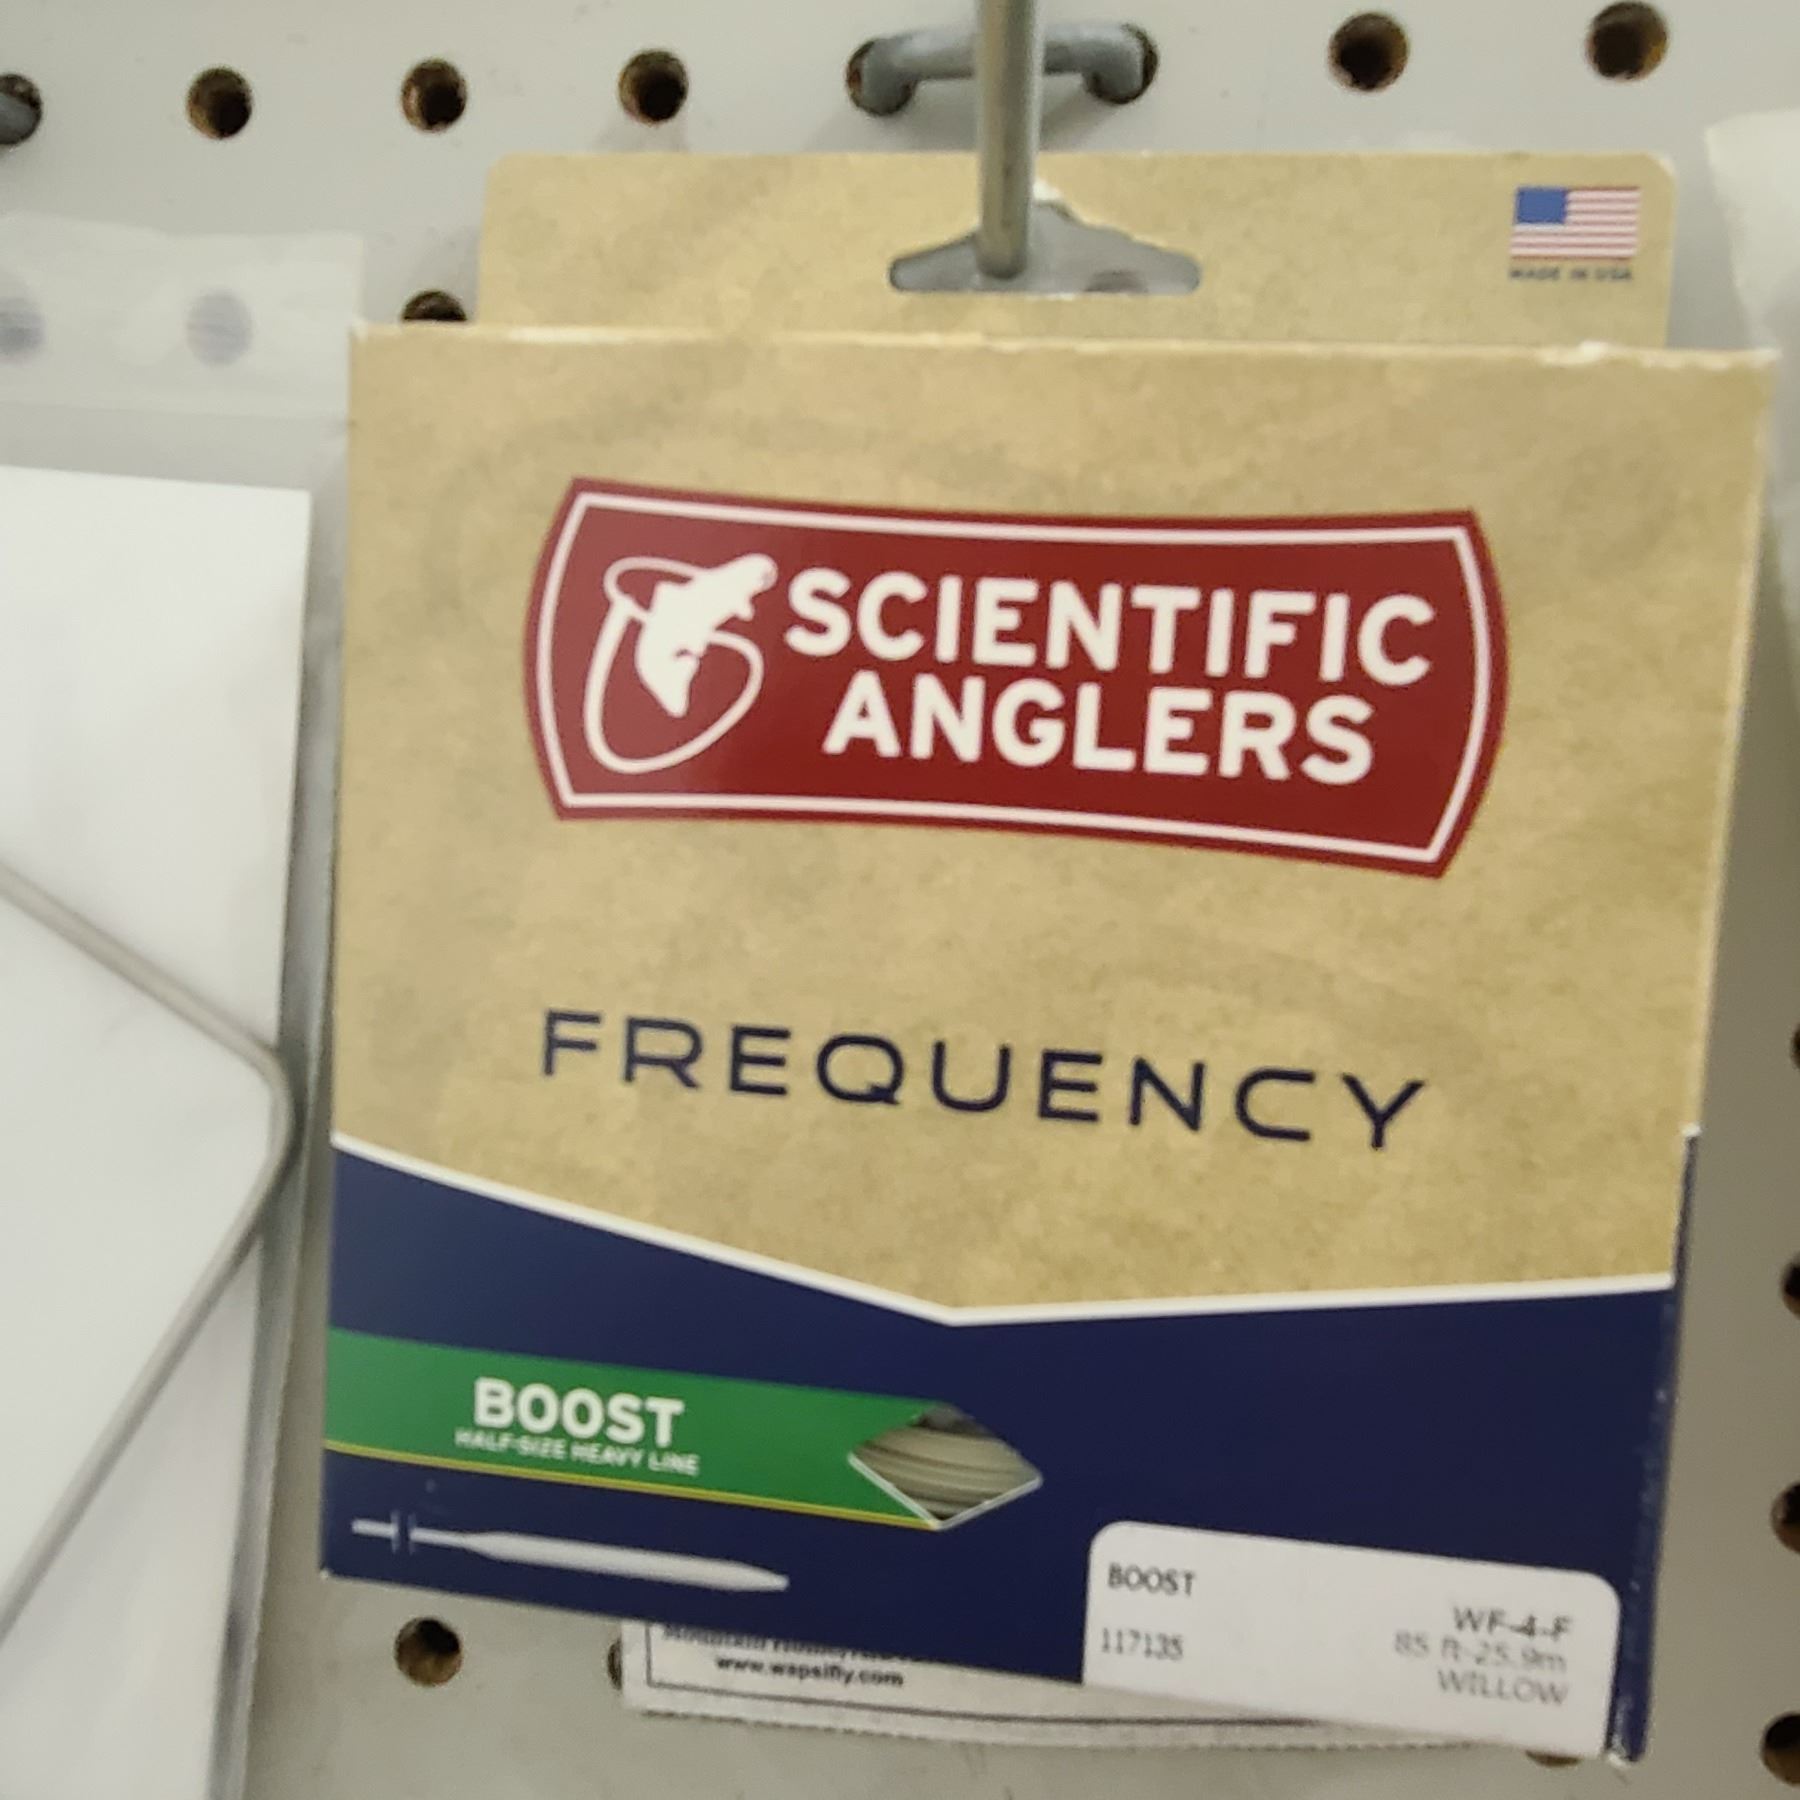 MADE IN USA
SCIENTIFIC
ANGLERS
FREQUENCY
BOOST
HALF-SIZE HEAVY LINE
BOOST
117135
WF-4-F
85 ft-25.9m
WILLOW
www.wapsifly.com